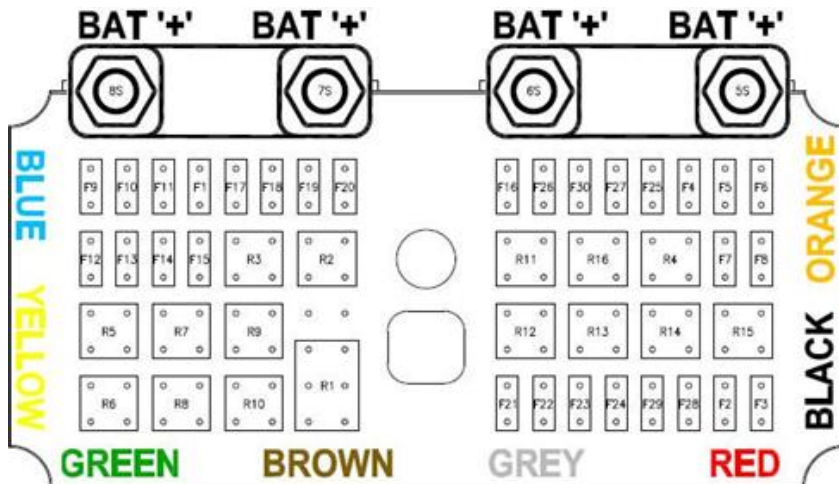 BAT '+' BAT '+' BAT '+' BAT '+'
8S 7S 6S 5S
BLUE
ORANGE
F9 F10 F11 F1 F17 F18 F19 F20 F16 F26 F30 F27 F25 F4 F5 F6
F12 F13 F14 F15 R3 R2 R11 R16 R4 F7 F8
YELLOW
BLACK
R5 R7 R9 R12 R13 R14 R15
R6 R8 R10 R1 F21 F22 F23 F24 F29 F28 F2 F3
GREEN BROWN GREY RED